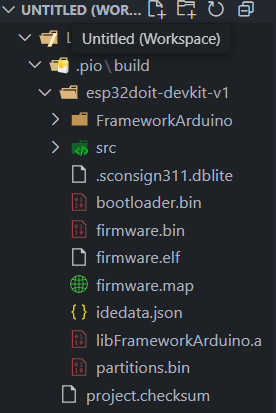 UNTITLED (WOR...
Untitled (Workspace)
.pio\build
esp32doit-devkit-v1
FrameworkArduino
src
.sconsign311.dblite
bootloader.bin
firmware.bin
firmware.elf
firmware.map
idedata.json
libFrameworkArduino.a
partitions.bin
project.checksum